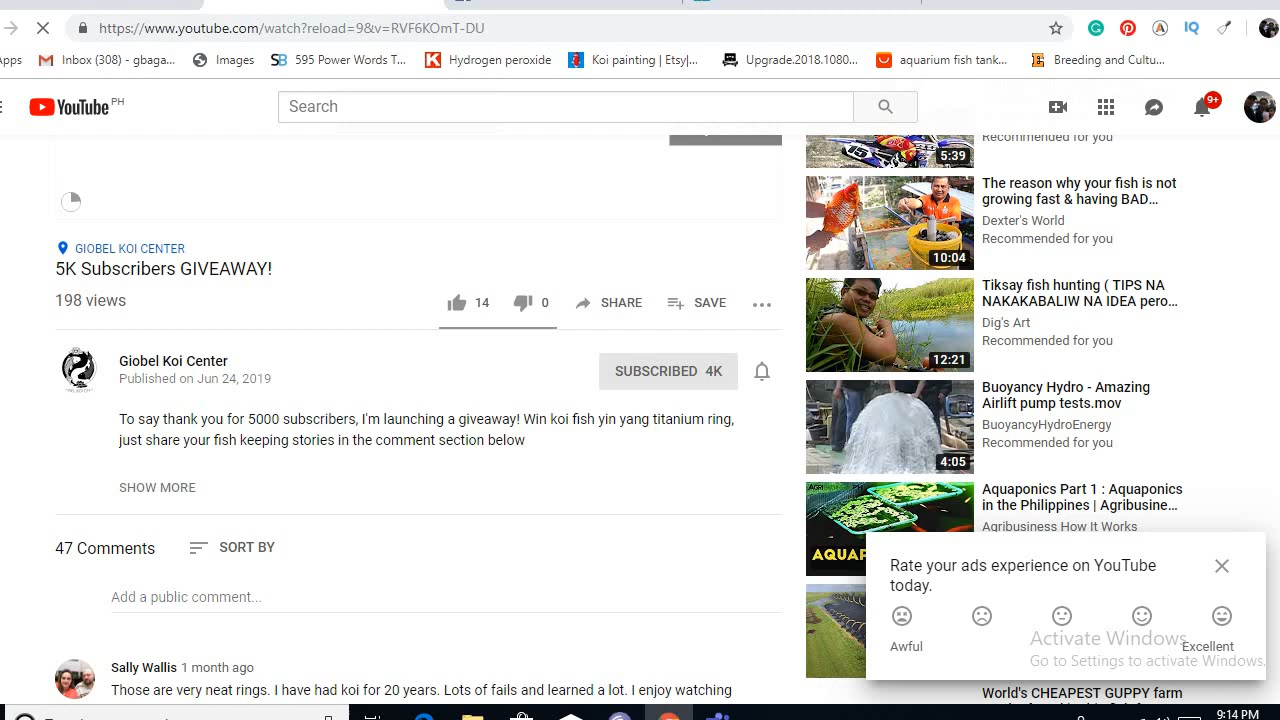 https://www.youtube.com/watch?reload=9&v=RVF6KOmT-DU
pps
Inbox (308) - gbaga...
Images
595 Power Words T...
Hydrogen peroxide
Koi painting | Etsy|...
Upgrade.2018.1080...
aquarium fish tank...
Breeding and Cultu...
YouTube PH
Search
9+
Recommended for you
5:39
The reason why your fish is not
growing fast & having BAD...
Dexter's World
Recommended for you
10:04
GIOBEL KOI CENTER
5K Subscribers GIVEAWAY!
198 views
14
0
SHARE
SAVE
Tiksay fish hunting ( TIPS NA
NAKAKABALIW NA IDEA pero...
Dig's Art
Recommended for you
12:21
Giobel Koi Center
Published on Jun 24, 2019
SUBSCRIBED 4K
To say thank you for 5000 subscribers, I'm launching a giveaway! Win koi fish yin yang titanium ring,
just share your fish keeping stories in the comment section below
SHOW MORE
Buoyancy Hydro - Amazing
Airlift pump tests.mov
BuoyancyHydroEnergy
Recommended for you
4:05
Aquaponics Part 1 : Aquaponics
in the Philippines | Agribusine...
Agribusiness How It Works
AQUAP
47 Comments
SORT BY
Add a public comment...
Rate your ads experience on YouTube
today.
Awful
Excellent
Activate Windows
Go to Settings to activate Windows.
Sally Wallis 1 month ago
Those are very neat rings. I have had koi for 20 years. Lots of fails and learned a lot. I enjoy watching
World's CHEAPEST GUPPY farm
9:14 PM